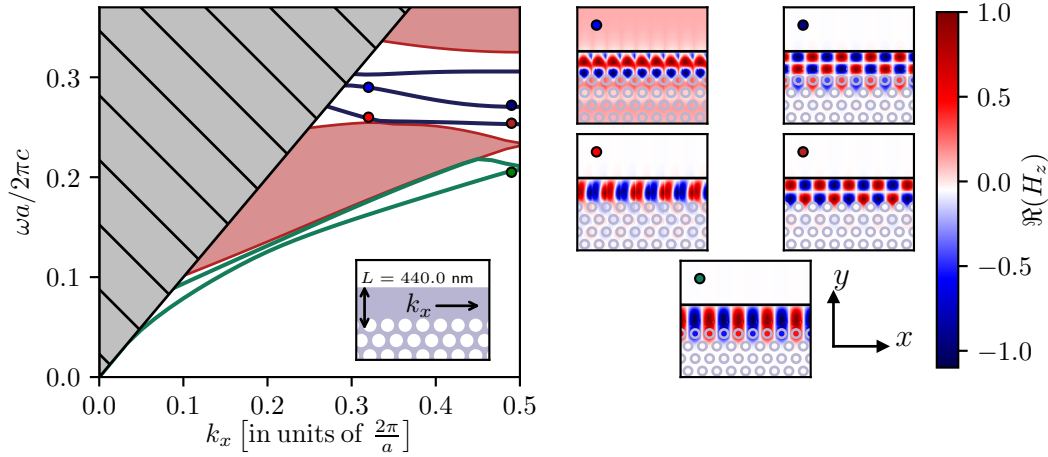 ωa/2πc
0.3
0.2
0.1
0.0
0.0 0.1 0.2 0.3 0.4 0.5
k_x [in units of 2π/a]
L = 440.0 nm
k_x
y
x
1.0
0.5
0.0
−0.5
−1.0
ℜ(H_z)